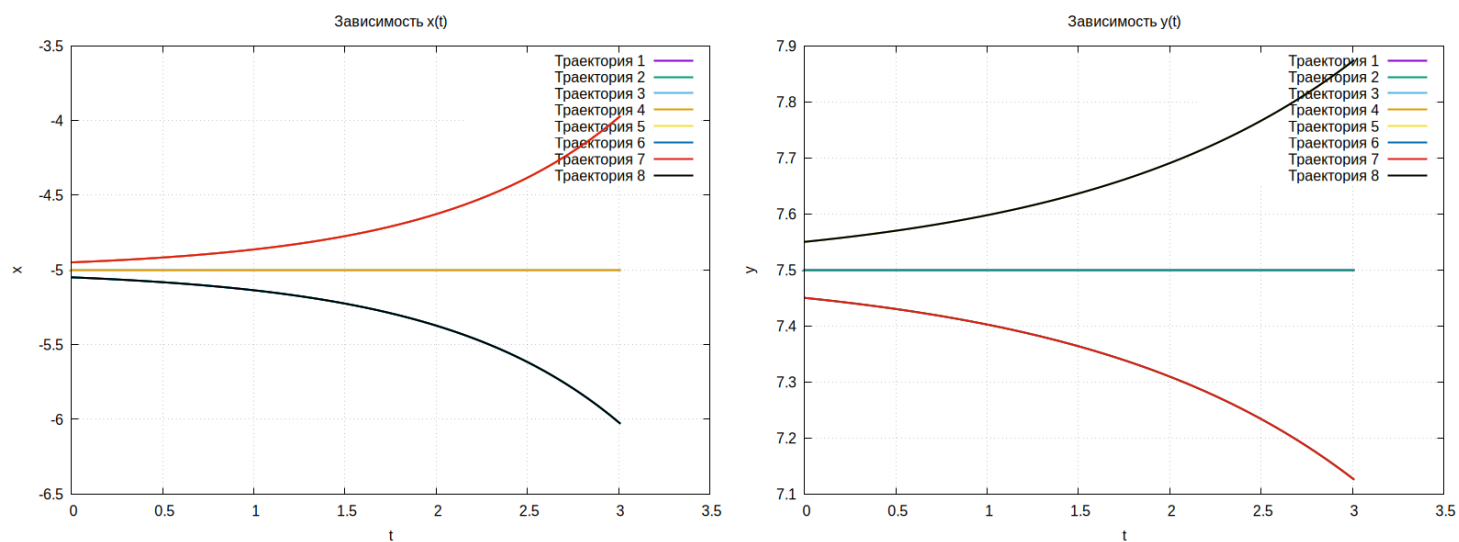 Зависимость x(t)
-3.5
-4
-4.5
-5
-5.5
-6
-6.5
x
0 0.5 1 1.5 2 2.5 3 3.5
t
Траектория 1
Траектория 2
Траектория 3
Траектория 4
Траектория 5
Траектория 6
Траектория 7
Траектория 8
Зависимость y(t)
7.9
7.8
7.7
7.6
7.5
7.4
7.3
7.2
7.1
y
0 0.5 1 1.5 2 2.5 3 3.5
t
Траектория 1
Траектория 2
Траектория 3
Траектория 4
Траектория 5
Траектория 6
Траектория 7
Траектория 8